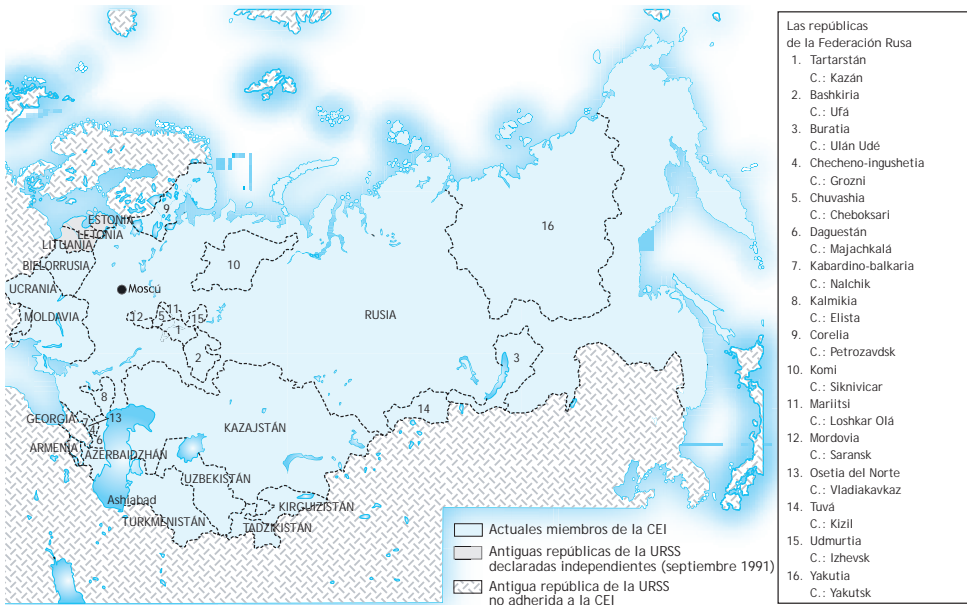 ESTONIA
LETONIA
LITUANIA
BIELORRUSIA
UCRANIA
MOLDAVIA
Moscú
RUSIA
9
10
16
12
5
11
15
1
2
3
14
8
13
7
4
6
GEORGIA
ARMENIA
AZERBAIDZHÁN
KAZAJSTÁN
UZBEKISTÁN
Ashjabad
TURKMENISTÁN
KIRGUIZISTÁN
TADZIKISTÁN
Actuales miembros de la CEI
Antiguas repúblicas de la URSS
declaradas independientes (septiembre 1991)
Antigua república de la URSS
no adherida a la CEI
Las repúblicas
de la Federación Rusa
1. Tartarstán
C.: Kazán
2. Bashkiria
C.: Ufá
3. Buratia
C.: Ulán Udé
4. Checheno-ingushetia
C.: Grozni
5. Chuvashia
C.: Cheboksari
6. Daguestán
C.: Majachkalá
7. Kabardino-balkaria
C.: Nalchik
8. Kalmikia
C.: Elista
9. Corelia
C.: Petrozavdsk
10. Komi
C.: Siknivicar
11. Mariitsi
C.: Loshkar Olá
12. Mordovia
C.: Saransk
13. Osetia del Norte
C.: Vladiakavkaz
14. Tuvá
C.: Kizil
15. Udmurtia
C.: Izhevsk
16. Yakutia
C.: Yakutsk